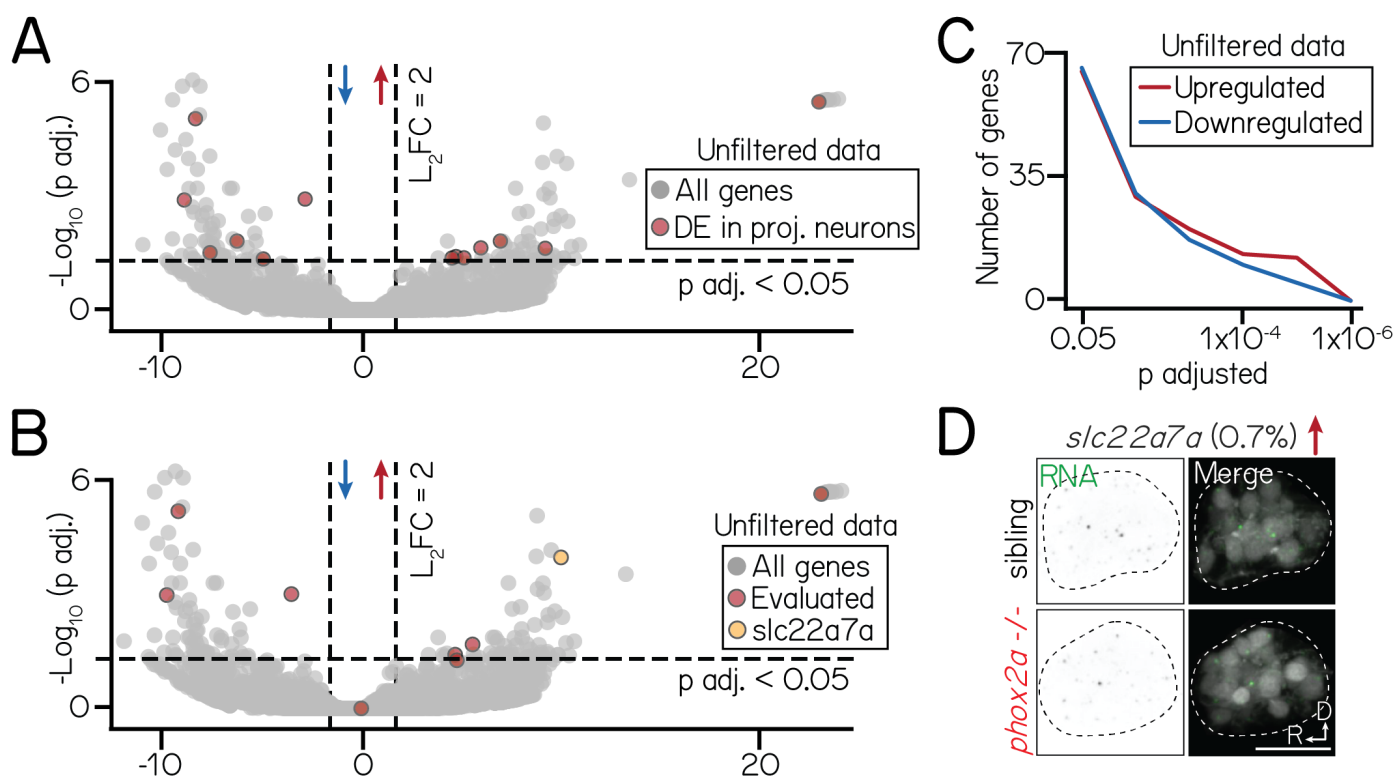 A
6
0
-Log10 (p adj.)
L2FC = 2
Unfiltered data
All genes
DE in proj. neurons
p adj. < 0.05
-10
0
20
B
6
0
-Log10 (p adj.)
L2FC = 2
Unfiltered data
All genes
Evaluated
slc22a7a
p adj. < 0.05
-10
0
20
C
Unfiltered data
Upregulated
Downregulated
Number of genes
70
35
0
0.05
1x10-4
1x10-6
p adjusted
D
slc22a7a (0.7%)
RNA
Merge
sibling
phox2a -/-
D
R